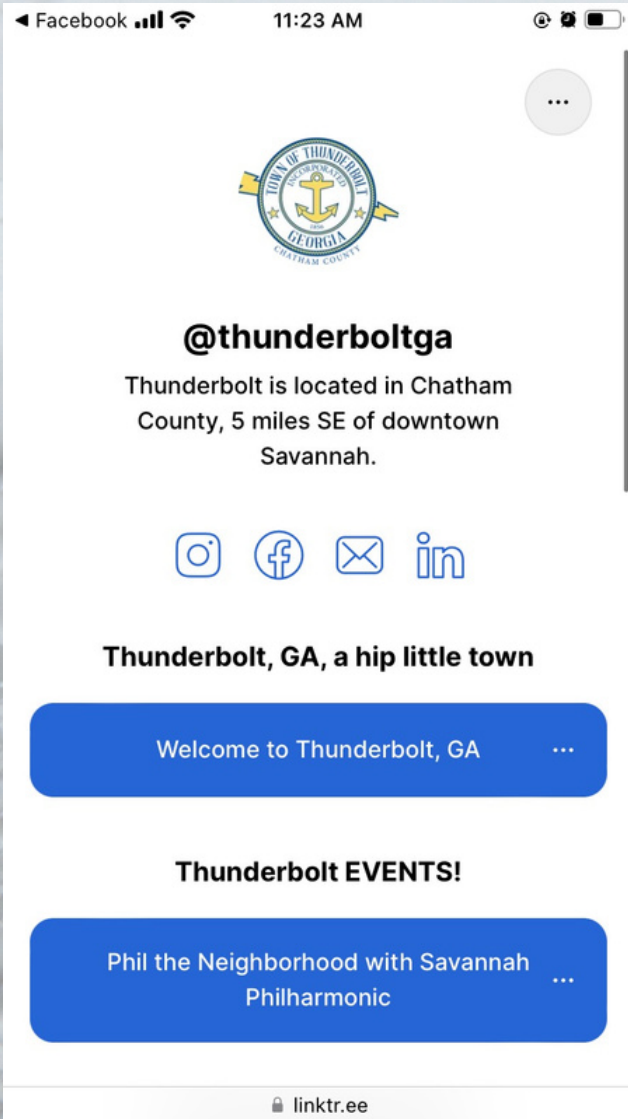 ◀ Facebook
11:23 AM
TOWN OF THUNDERBOLT
INCORPORATED
1856
GEORGIA
CHATHAM COUNTY
@thunderboltga
Thunderbolt is located in Chatham
County, 5 miles SE of downtown
Savannah.
in
Thunderbolt, GA, a hip little town
Welcome to Thunderbolt, GA
Thunderbolt EVENTS!
Phil the Neighborhood with Savannah
Philharmonic
linktr.ee